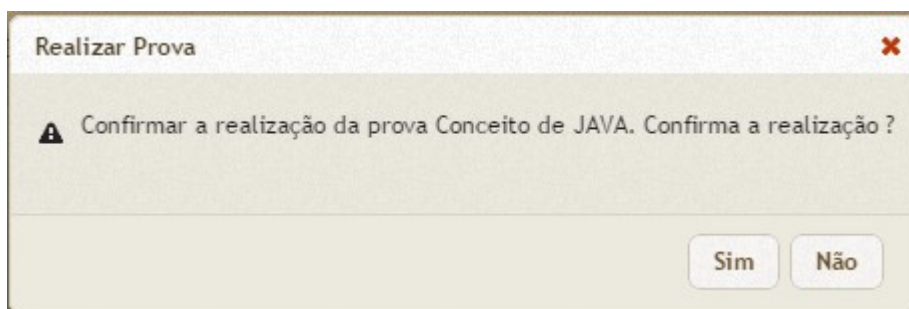 Realizar Prova
Confirmar a realização da prova Conceito de JAVA. Confirma a realização ?
Sim
Não